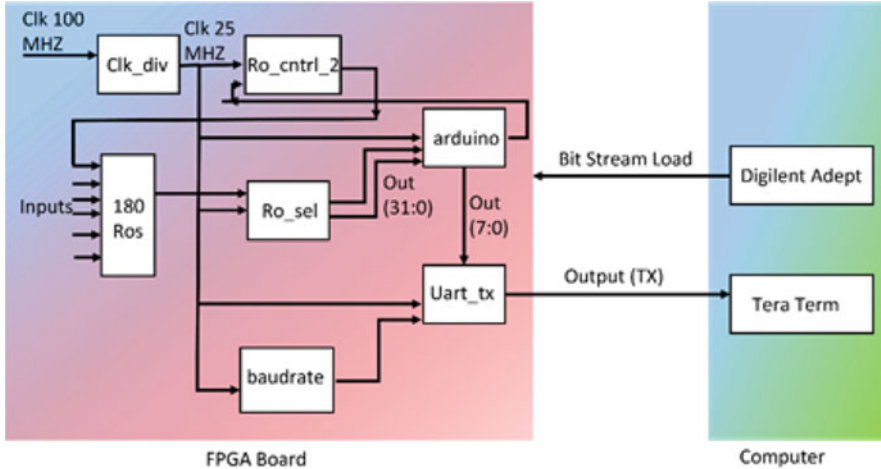 Clk 100
MHZ
Clk_div
Clk 25
MHZ
Ro_cntrl_2
arduino
Inputs
180
Ros
Ro_sel
Out
(31:0)
Out
(7:0)
Uart_tx
baudrate
Bit Stream Load
Digilent Adept
Output (TX)
Tera Term
FPGA Board
Computer